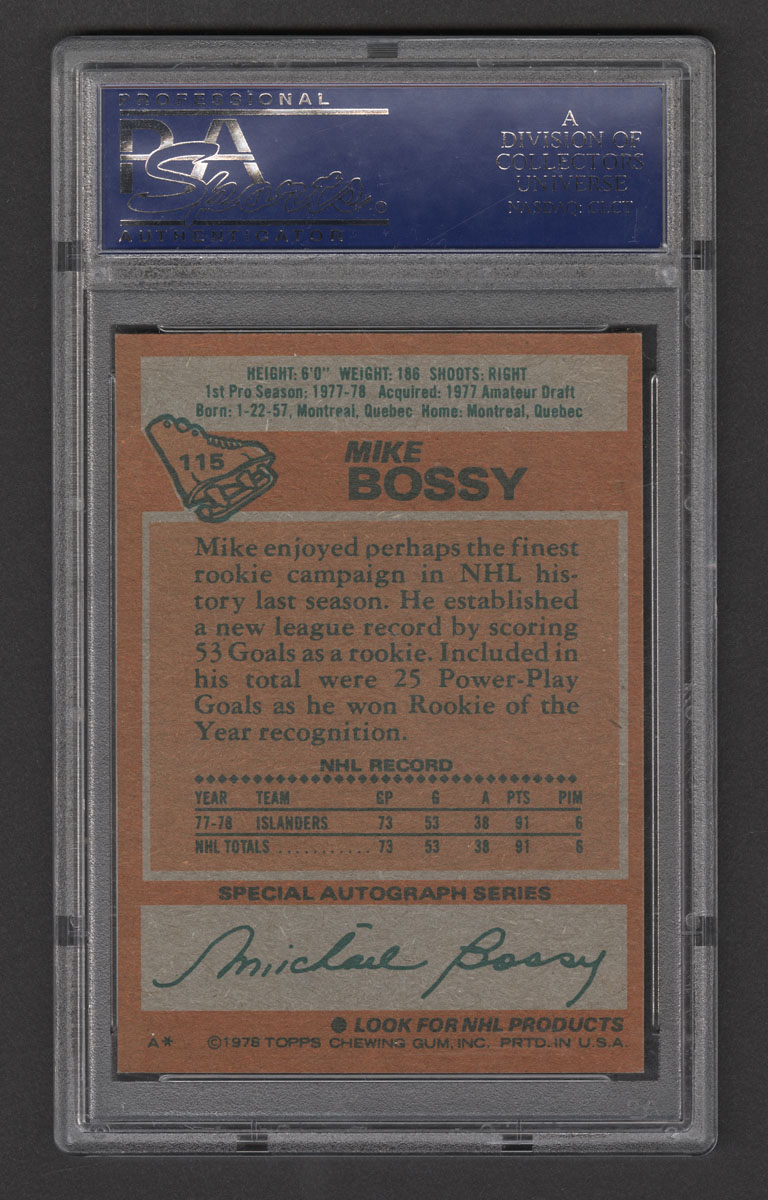 PROFESSIONAL
PSA
Sports®
AUTHENTICATOR
A
DIVISION OF
COLLECTORS
UNIVERSE
NASDAQ: CLCT
HEIGHT: 6'0" WEIGHT: 186 SHOOTS: RIGHT
1st Pro Season: 1977-78 Acquired: 1977 Amateur Draft
Born: 1-22-57, Montreal, Quebec Home: Montreal, Quebec
115
MIKE
BOSSY
Mike enjoyed perhaps the finest
rookie campaign in NHL his-
tory last season. He established
a new league record by scoring
53 Goals as a rookie. Included in
his total were 25 Power-Play
Goals as he won Rookie of the
Year recognition.
NHL RECORD
YEAR TEAM GP G A PTS PIM
77-78 ISLANDERS 73 53 38 91 6
NHL TOTALS ........... 73 53 38 91 6
SPECIAL AUTOGRAPH SERIES
Michael Bossy
● LOOK FOR NHL PRODUCTS
A* ©1978 TOPPS CHEWING GUM, INC. PRTD. IN U.S.A.